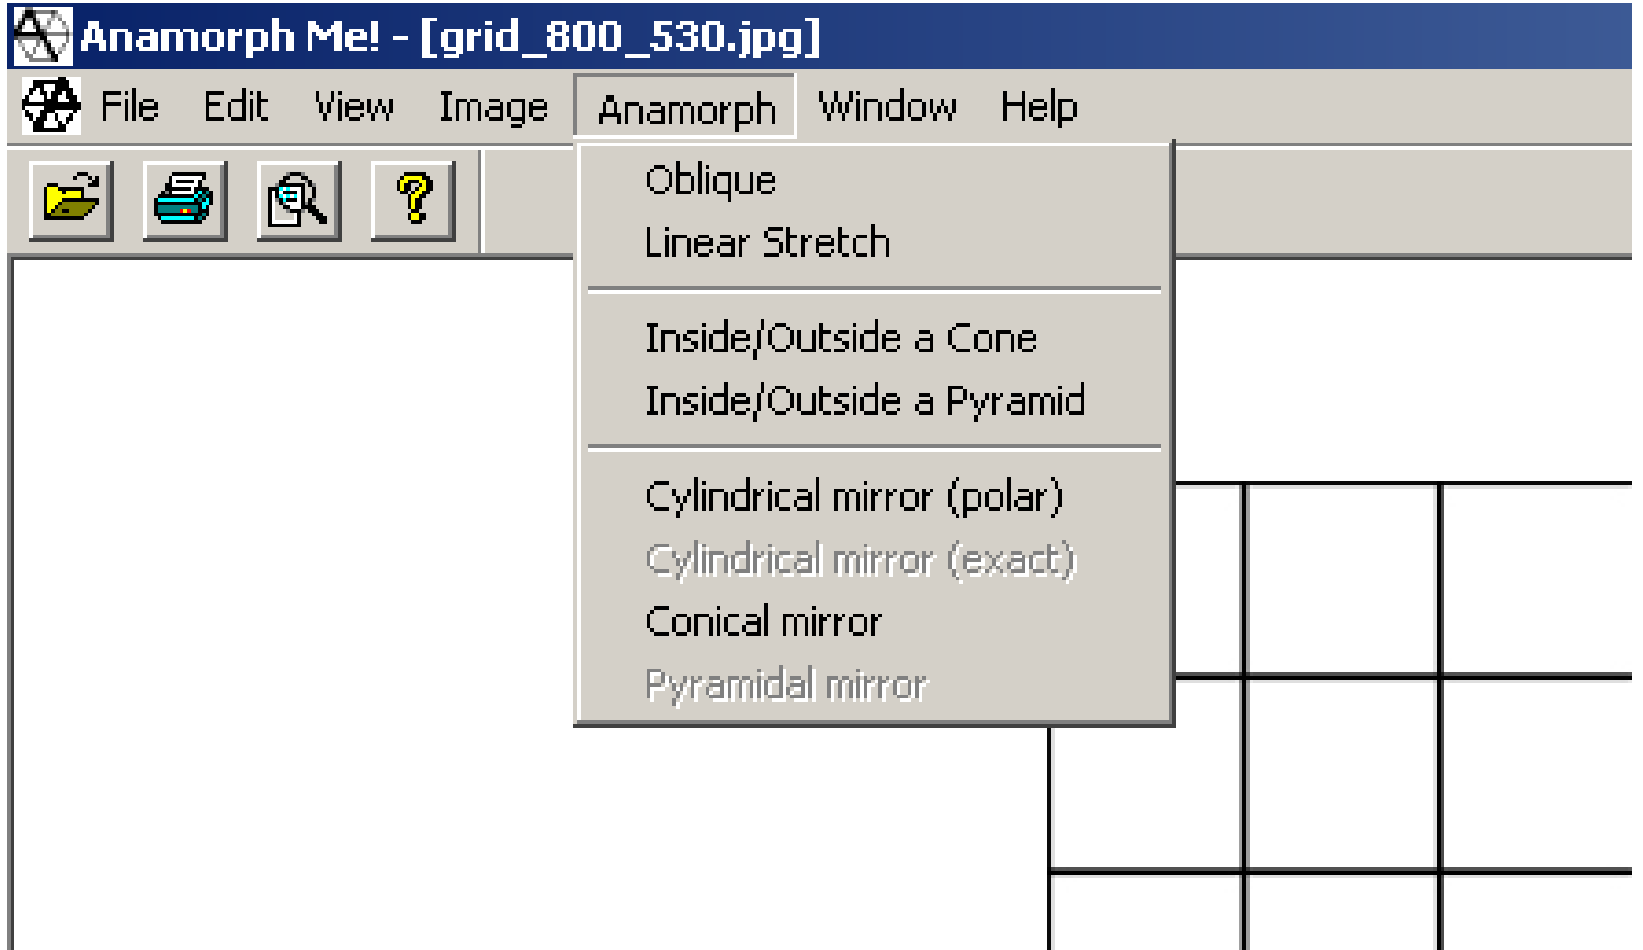 Anamorph Me! - [grid_800_530.jpg]
File Edit View Image Anamorph Window Help
Oblique
Linear Stretch
Inside/Outside a Cone
Inside/Outside a Pyramid
Cylindrical mirror (polar)
Cylindrical mirror (exact)
Conical mirror
Pyramidal mirror